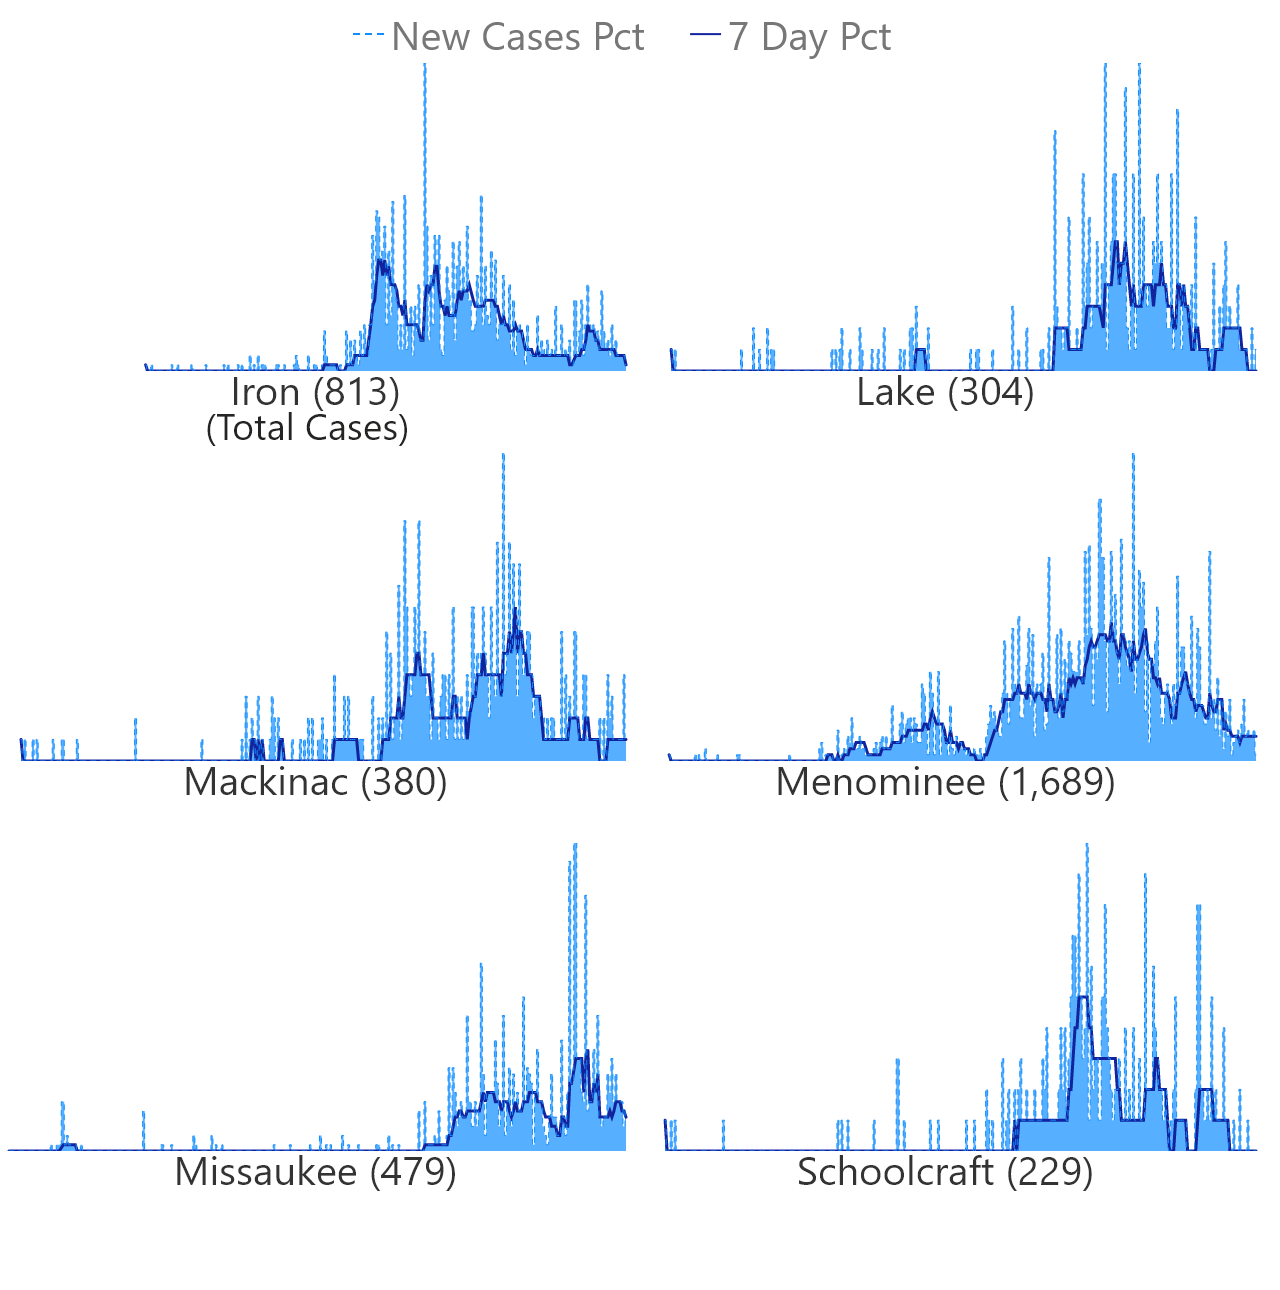 New Cases Pct 7 Day Pct
Iron (813) Lake (304)
(Total Cases)
Mackinac (380) Menominee (1,689)
Missaukee (479) Schoolcraft (229)